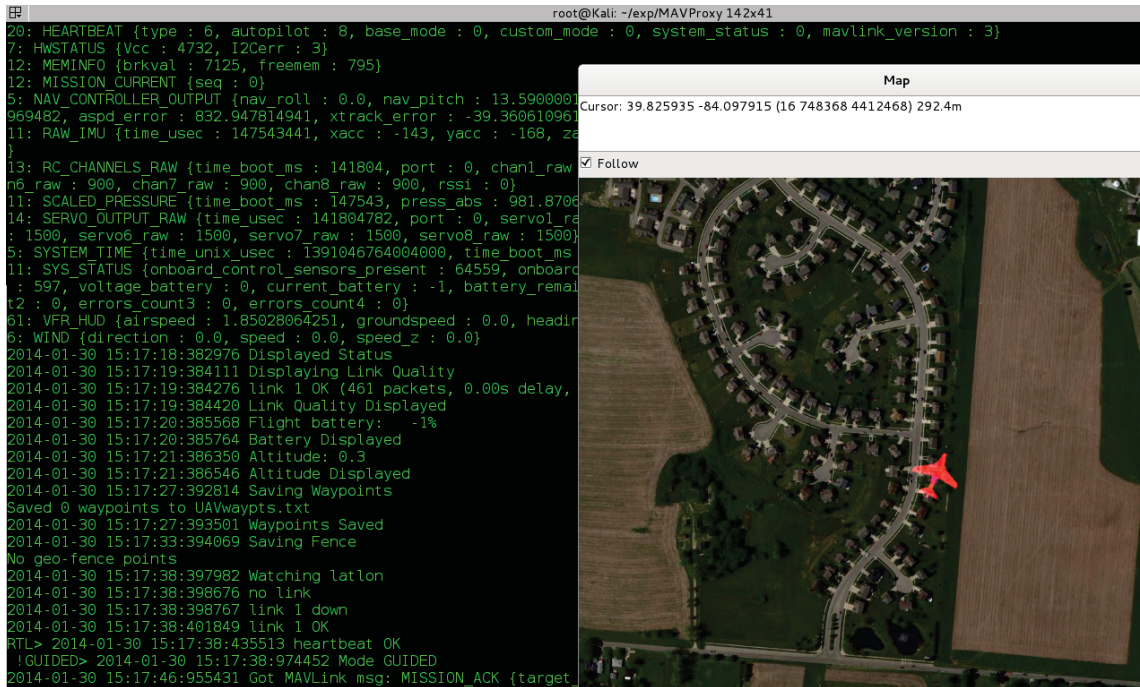 root@Kali: ~/exp/MAVProxy 142x41
20: HEARTBEAT {type : 6, autopilot : 8, base_mode : 0, custom_mode : 0, system_status : 0, mavlink_version : 3}
7: HWSTATUS {Vcc : 4732, I2Cerr : 3}
12: MEMINFO {brkval : 7125, freemem : 795}
12: MISSION_CURRENT {seq : 0}
5: NAV_CONTROLLER_OUTPUT {nav_roll : 0.0, nav_pitch : 13.5900001
969482, aspd_error : 832.947814941, xtrack_error : -39.360610961
11: RAW_IMU {time_usec : 147543441, xacc : -143, yacc : -168, za
}
13: RC_CHANNELS_RAW {time_boot_ms : 141804, port : 0, chan1_raw
n6_raw : 900, chan7_raw : 900, chan8_raw : 900, rssi : 0}
11: SCALED_PRESSURE {time_boot_ms : 147543, press_abs : 981.8706
14: SERVO_OUTPUT_RAW {time_usec : 141804782, port : 0, servo1_ra
: 1500, servo6_raw : 1500, servo7_raw : 1500, servo8_raw : 1500}
5: SYSTEM_TIME {time_unix_usec : 1391046764004000, time_boot_ms
11: SYS_STATUS {onboard_control_sensors_present : 64559, onboard
: 597, voltage_battery : 0, current_battery : -1, battery_remai
t2 : 0, errors_count3 : 0, errors_count4 : 0}
61: VFR_HUD {airspeed : 1.85028064251, groundspeed : 0.0, headin
6: WIND {direction : 0.0, speed : 0.0, speed_z : 0.0}
2014-01-30 15:17:18:382976 Displayed Status
2014-01-30 15:17:19:384111 Displaying Link Quality
2014-01-30 15:17:19:384276 link 1 OK (461 packets, 0.00s delay,
2014-01-30 15:17:19:384420 Link Quality Displayed
2014-01-30 15:17:20:385568 Flight battery:   -1%
2014-01-30 15:17:20:385764 Battery Displayed
2014-01-30 15:17:21:386350 Altitude: 0.3
2014-01-30 15:17:21:386546 Altitude Displayed
2014-01-30 15:17:27:392814 Saving Waypoints
Saved 0 waypoints to UAVwaypts.txt
2014-01-30 15:17:27:393501 Waypoints Saved
2014-01-30 15:17:33:394069 Saving Fence
No geo-fence points
2014-01-30 15:17:38:397982 Watching latlon
2014-01-30 15:17:38:398676 no link
2014-01-30 15:17:38:398767 link 1 down
2014-01-30 15:17:38:401849 link 1 OK
RTL> 2014-01-30 15:17:38:435513 heartbeat OK
!GUIDED> 2014-01-30 15:17:38:974452 Mode GUIDED
2014-01-30 15:17:46:955431 Got MAVLink msg: MISSION_ACK {target_
Map
Cursor: 39.825935 -84.097915 (16 748368 4412468) 292.4m
Follow